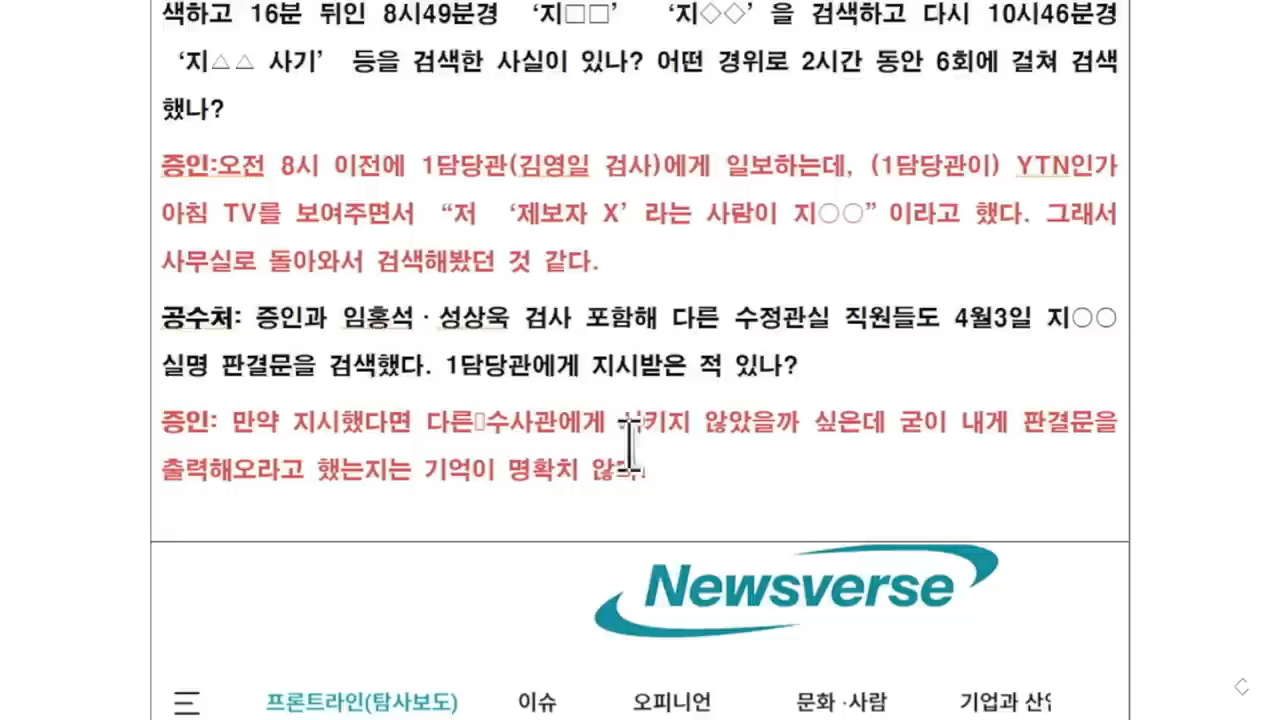 색하고 16분 뒤인 8시49분경 ‘지□□’ ‘지◇◇’을 검색하고 다시 10시46분경
‘지△△ 사기’ 등을 검색한 사실이 있나? 어떤 경위로 2시간 동안 6회에 걸쳐 검색
했나?
증인:오전 8시 이전에 1담당관(김영일 검사)에게 일보하는데, (1담당관이) YTN인가
아침 TV를 보여주면서 “저 ‘제보자 X’라는 사람이 지○○”이라고 했다. 그래서
사무실로 돌아와서 검색해봤던 것 같다.
공수처: 증인과 임홍석·성상욱 검사 포함해 다른 수정관실 직원들도 4월3일 지○○
실명 판결문을 검색했다. 1담당관에게 지시받은 적 있나?
증인: 만약 지시했다면 다른▯수사관에게 시키지 않았을까 싶은데 굳이 내게 판결문을
출력해오라고 했는지는 기억이 명확치 않다.
Newsverse
프론트라인(탐사보도) 이슈 오피니언 문화·사람 기업과